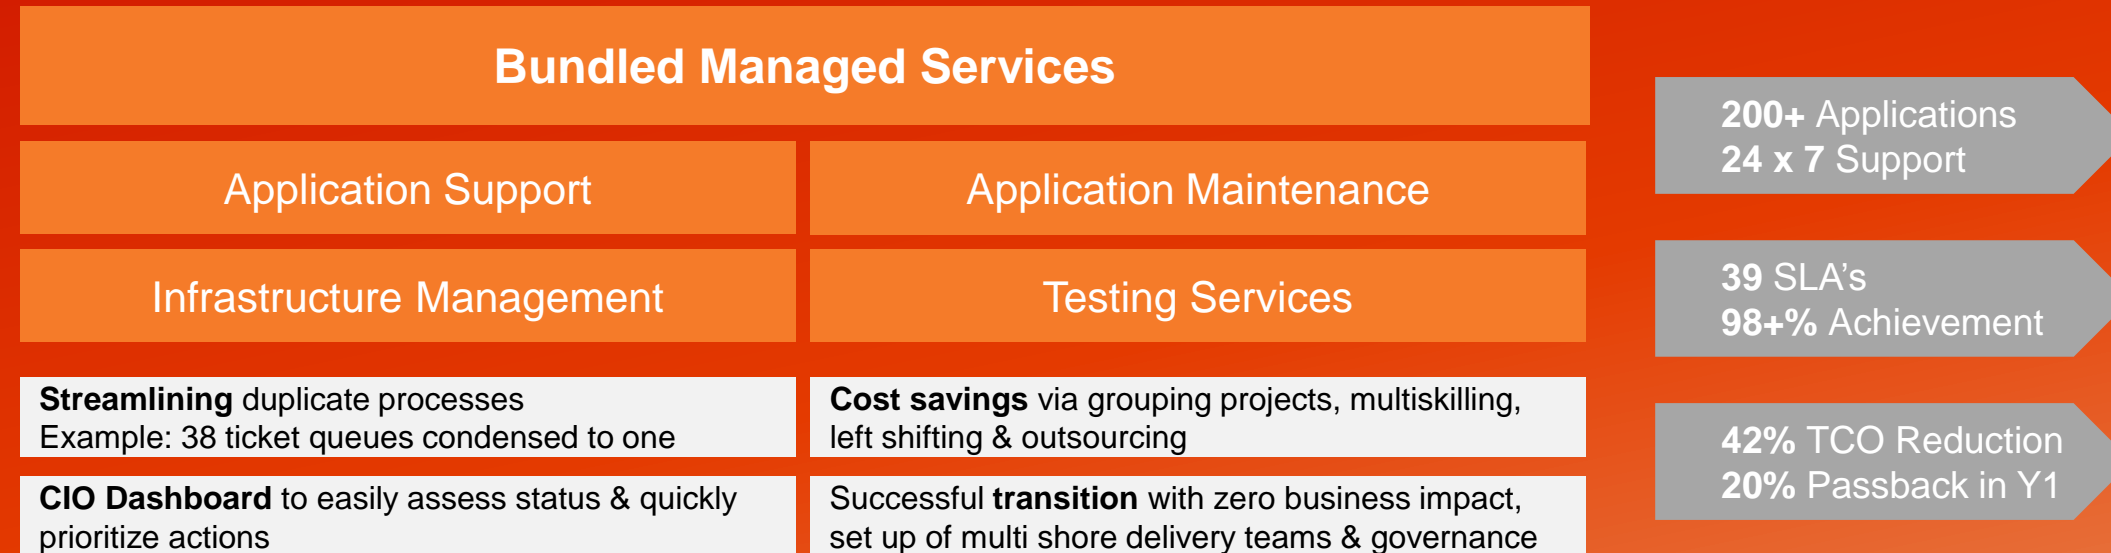 Bundled Managed Services
Application Support
Application Maintenance
Infrastructure Management
Testing Services
Streamlining duplicate processes
Example: 38 ticket queues condensed to one
Cost savings via grouping projects, multiskilling,
left shifting & outsourcing
CIO Dashboard to easily assess status & quickly
prioritize actions
Successful transition with zero business impact,
set up of multi shore delivery teams & governance
200+ Applications
24 x 7 Support
39 SLA's
98+% Achievement
42% TCO Reduction
20% Passback in Y1